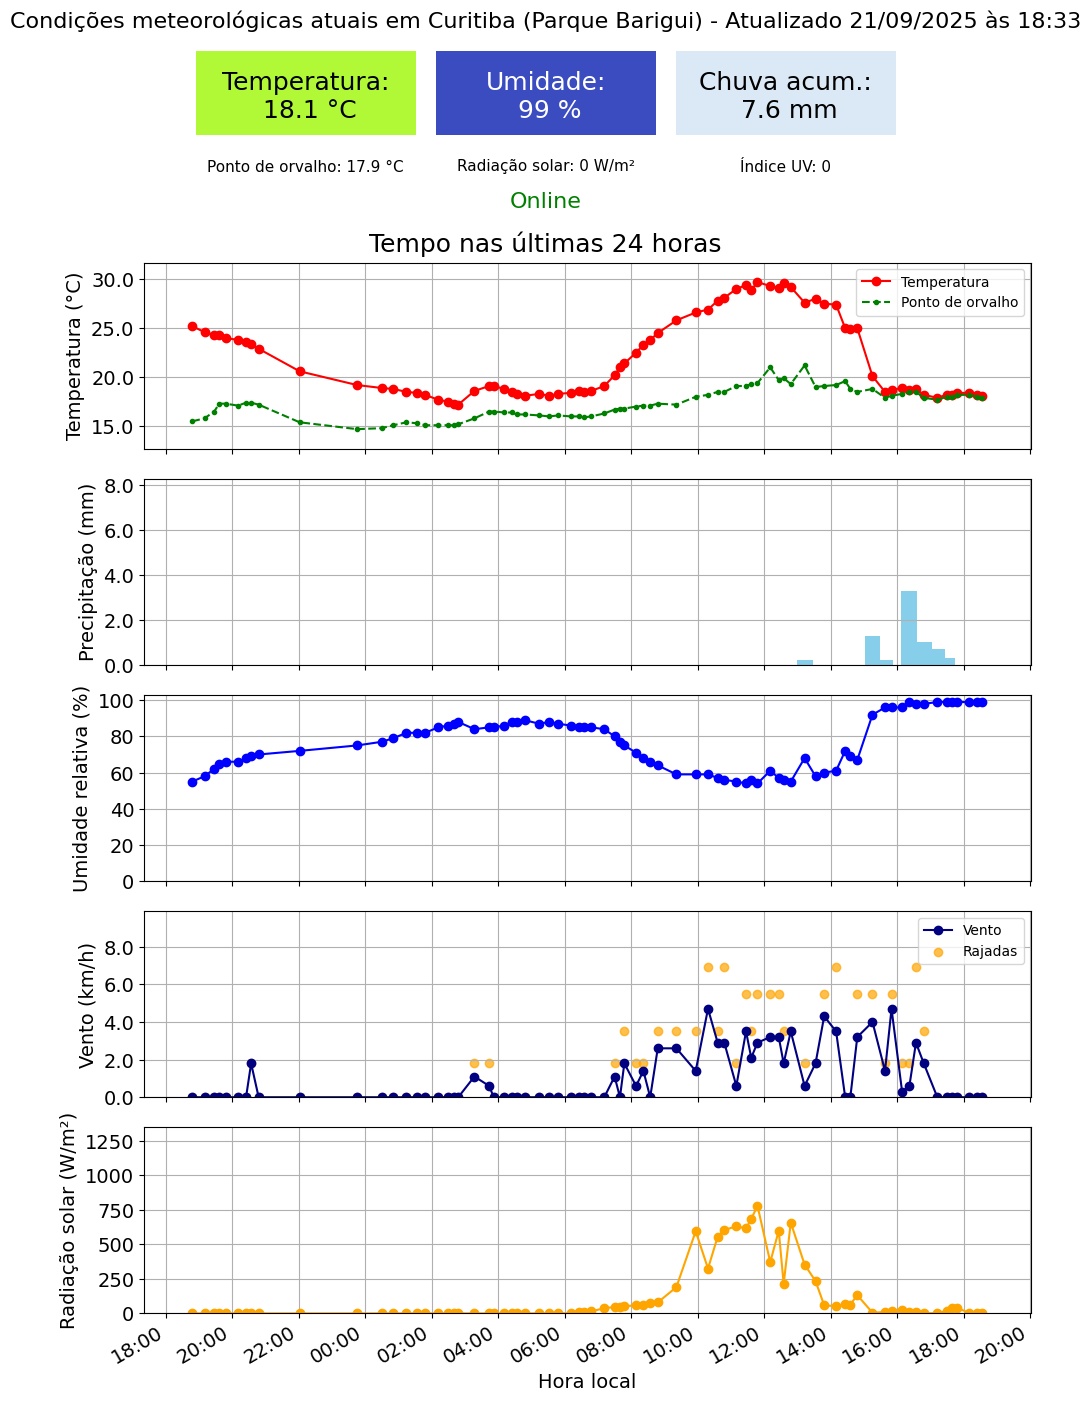 Condições meteorológicas atuais em Curitiba (Parque Barigui) - Atualizado 21/09/2025 às 18:33
Temperatura:
18.1 °C
Umidade:
99 %
Chuva acum.:
7.6 mm
Ponto de orvalho: 17.9 °C
Radiação solar: 0 W/m²
Índice UV: 0
Online
Tempo nas últimas 24 horas
Temperatura (°C)
30.0
25.0
20.0
15.0
Temperatura
Ponto de orvalho
Precipitação (mm)
8.0
6.0
4.0
2.0
0.0
Umidade relativa (%)
100
80
60
40
20
0
Vento (km/h)
8.0
6.0
4.0
2.0
0.0
Vento
Rajadas
Radiação solar (W/m²)
1250
1000
750
500
250
0
18:00
20:00
22:00
00:00
02:00
04:00
06:00
08:00
10:00
12:00
14:00
16:00
18:00
20:00
Hora local